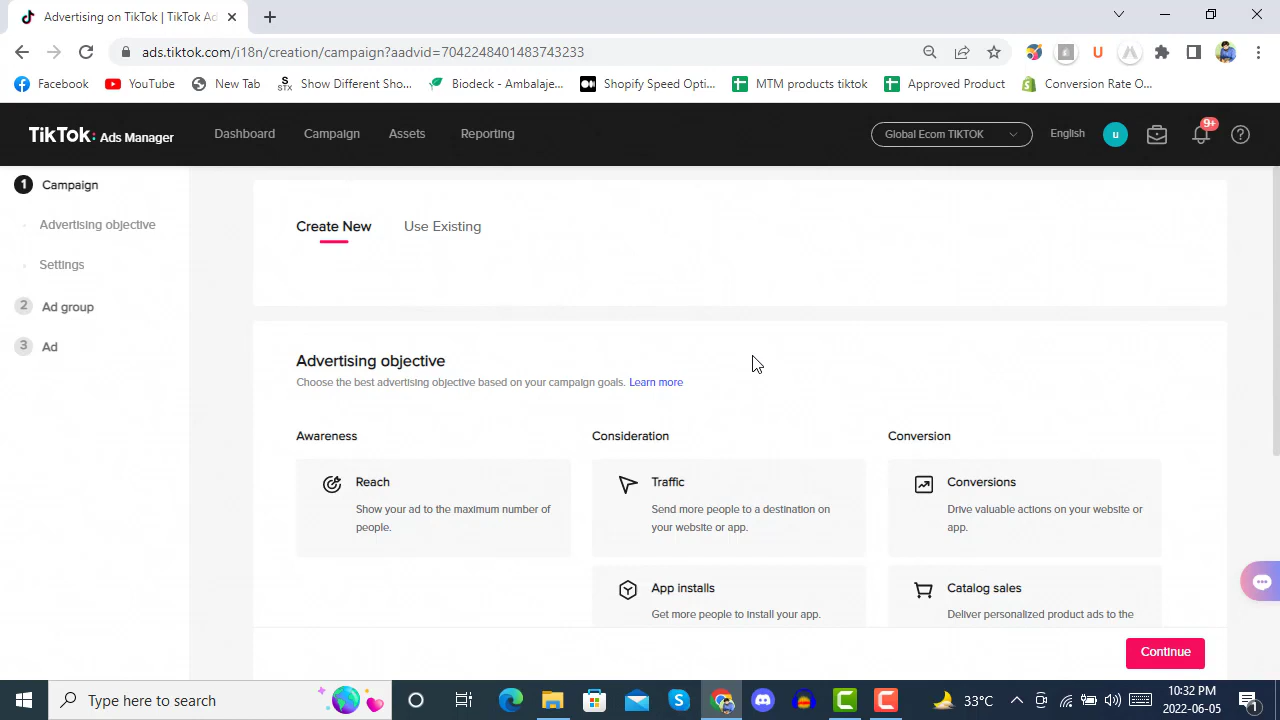 Advertising on TikTok | TikTok Ad
ads.tiktok.com/i18n/creation/campaign?aadvid=7042248401483743233
Facebook
YouTube
New Tab
STX
Show Different Sho...
Biodeck - Ambalaje...
Shopify Speed Opti...
MTM products tiktok
Approved Product
Conversion Rate O...
TikTok: Ads Manager
Dashboard
Campaign
Assets
Reporting
Global Ecom TIKTOK
English
u
9+
1 Campaign
Advertising objective
Settings
2 Ad group
3 Ad
Create New
Use Existing
Advertising objective
Choose the best advertising objective based on your campaign goals. Learn more
Awareness
Consideration
Conversion
Reach
Show your ad to the maximum number of
people.
Traffic
Send more people to a destination on
your website or app.
Conversions
Drive valuable actions on your website or
app.
App installs
Get more people to install your app.
Catalog sales
Deliver personalized product ads to the
Continue
Type here to search
33°C
10:32 PM
2022-06-05
1